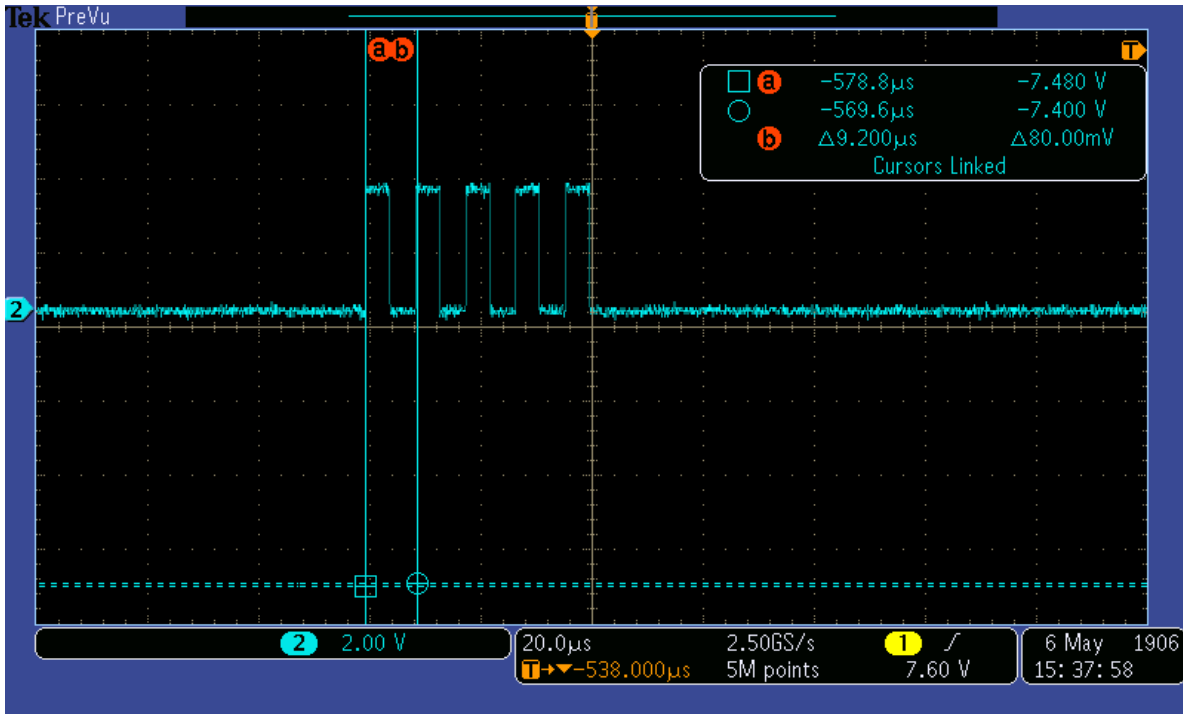 Tek PreVu
T
a b
T
a -578.8µs -7.480 V
-569.6µs -7.400 V
b Δ9.200µs Δ80.00mV
Cursors Linked
2
2 2.00 V
20.0µs 2.50GS/s 1 7.60 V
T→▼-538.000µs 5M points
6 May 1906
15:37:58